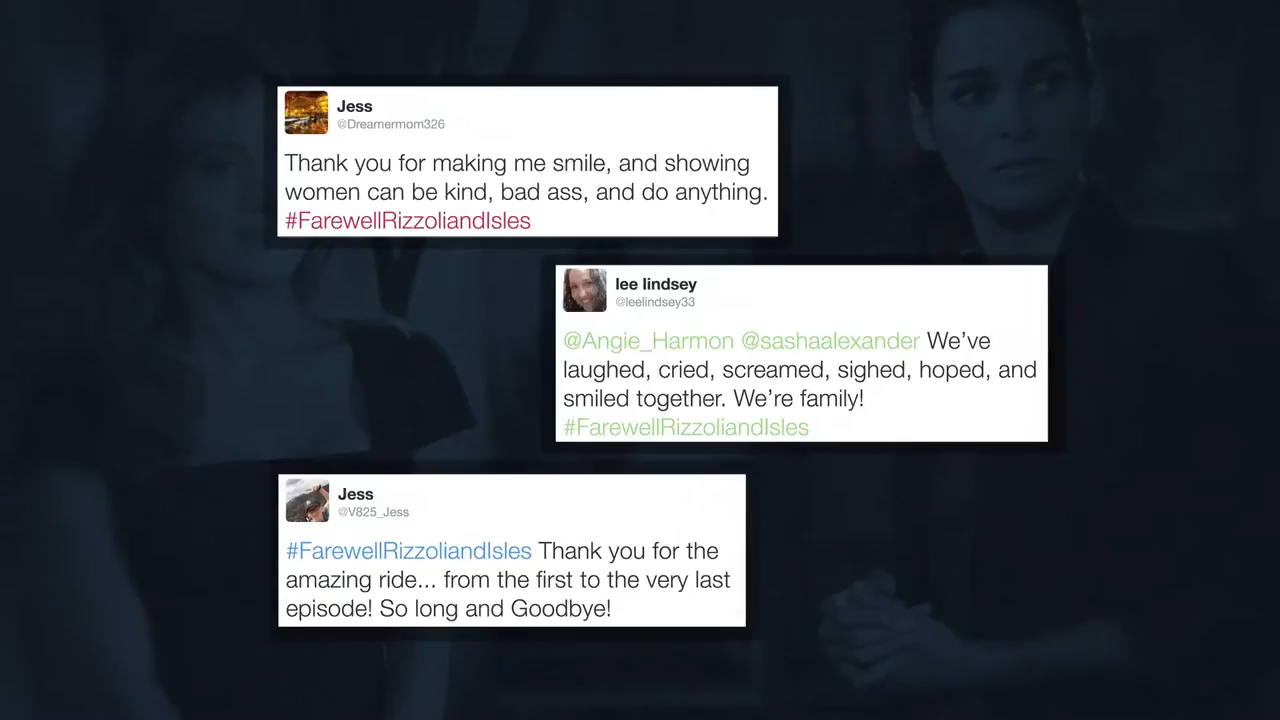 Jess
@Dreamermom326
Thank you for making me smile, and showing
women can be kind, bad ass, and do anything.
#FarewellRizzoliandIsles
lee lindsey
@leelindsey33
@Angie_Harmon @sashaalexander We’ve
laughed, cried, screamed, sighed, hoped, and
smiled together. We’re family!
#FarewellRizzoliandIsles
Jess
@V825_Jess
#FarewellRizzoliandIsles Thank you for the
amazing ride... from the first to the very last
episode! So long and Goodbye!